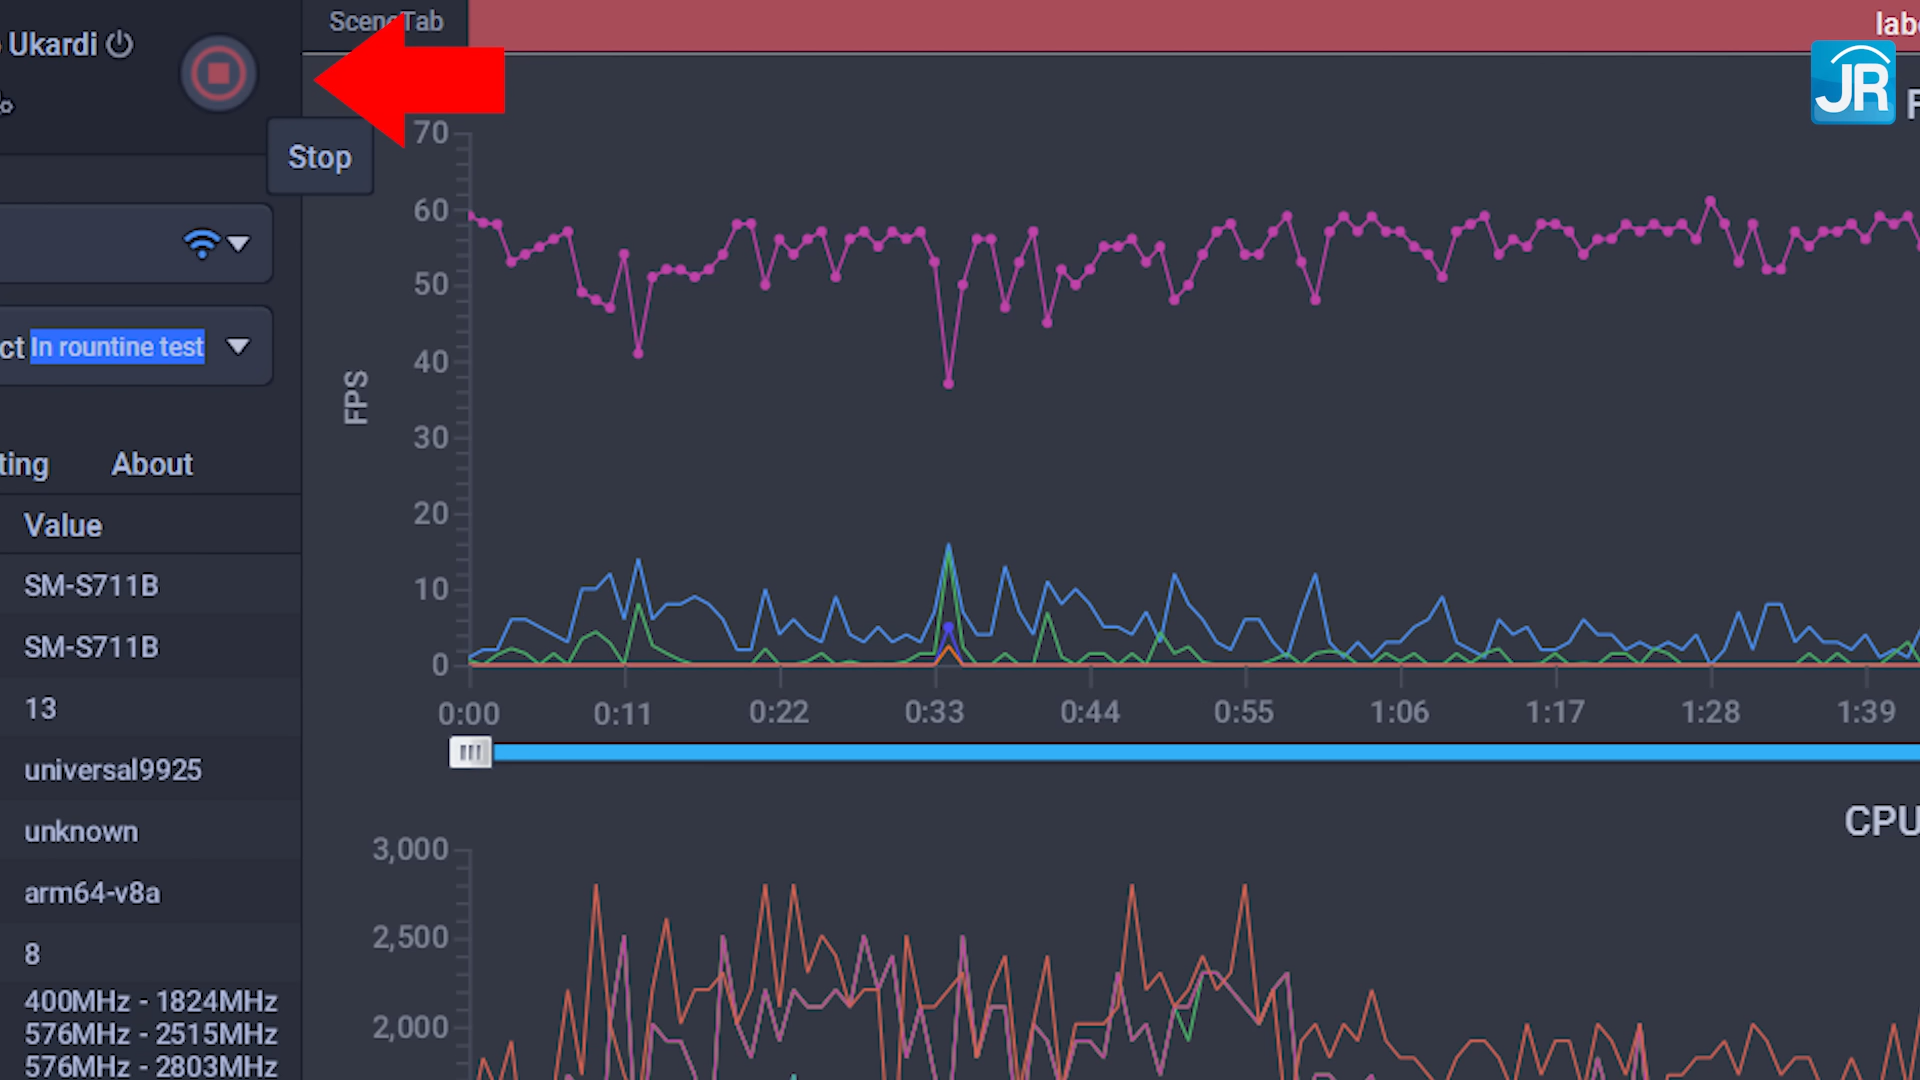 Ukardi
SceneTab
labe
JR
F
Stop
ct In rountine test
ting About
Value
SM-S711B
SM-S711B
13
universal9925
unknown
arm64-v8a
8
400MHz - 1824MHz
576MHz - 2515MHz
576MHz - 2803MHz
FPS
70
60
50
40
30
20
10
0
0:00 0:11 0:22 0:33 0:44 0:55 1:06 1:17 1:28 1:39
CPU
3,000
2,500
2,000